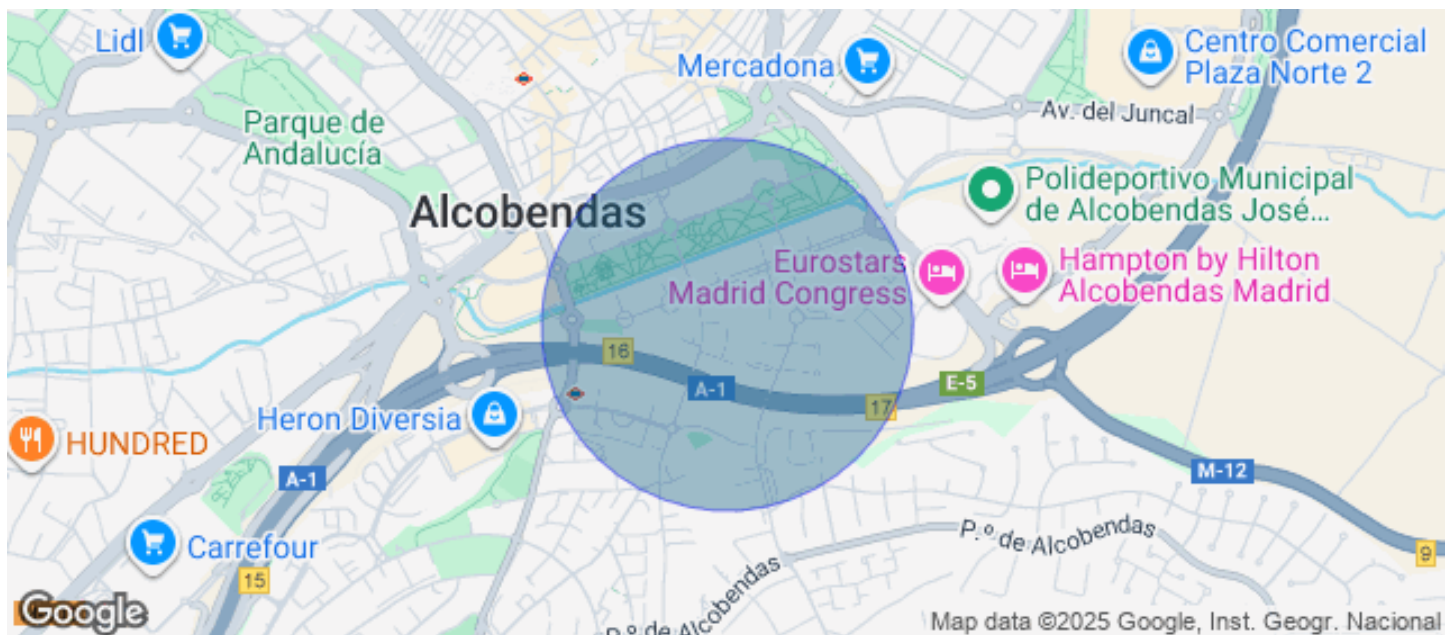 Lidl
Mercadona
Centro Comercial
Plaza Norte 2
Av. del Juncal
Parque de
Andalucía
Polideportivo Municipal
de Alcobendas José...
Alcobendas
Eurostars
Madrid Congress
Hampton by Hilton
Alcobendas Madrid
16
A-1
E-5
17
Heron Diversia
HUNDRED
A-1
M-12
P.º de Alcobendas
Carrefour
15
9
P.º de Alcobendas
Google
Map data ©2025 Google, Inst. Geogr. Nacional